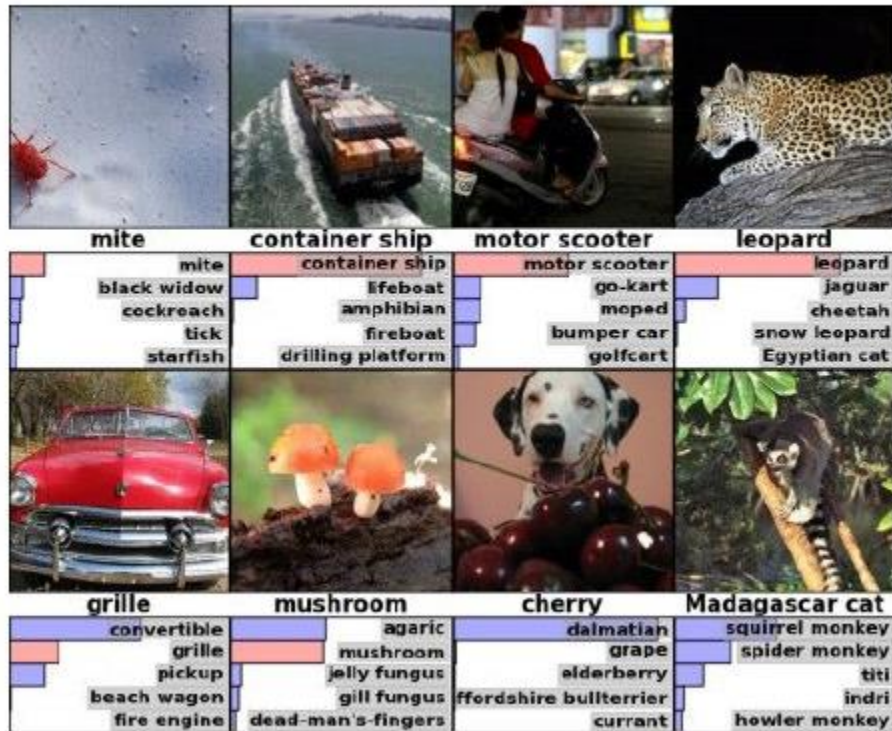 mite
container ship
motor scooter
leopard
mite
black widow
cockroach
tick
starfish
container ship
lifeboat
amphibian
fireboat
drilling platform
motor scooter
go-kart
moped
bumper car
golfcart
leopard
jaguar
cheetah
snow leopard
Egyptian cat
grille
mushroom
cherry
Madagascar cat
convertible
grille
pickup
beach wagon
fire engine
agaric
mushroom
jelly fungus
gill fungus
dead-man's-fingers
dalmatian
grape
elderberry
ffordshire bullterrier
currant
squirrel monkey
spider monkey
titi
indri
howler monkey